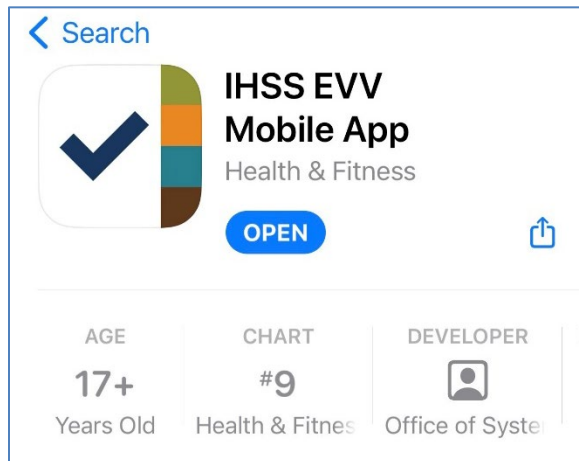 Search
IHSS EVV
Mobile App
Health & Fitness
OPEN
AGE
CHART
DEVELOPER
17+
#9
Years Old
Health & Fitnes
Office of Syste